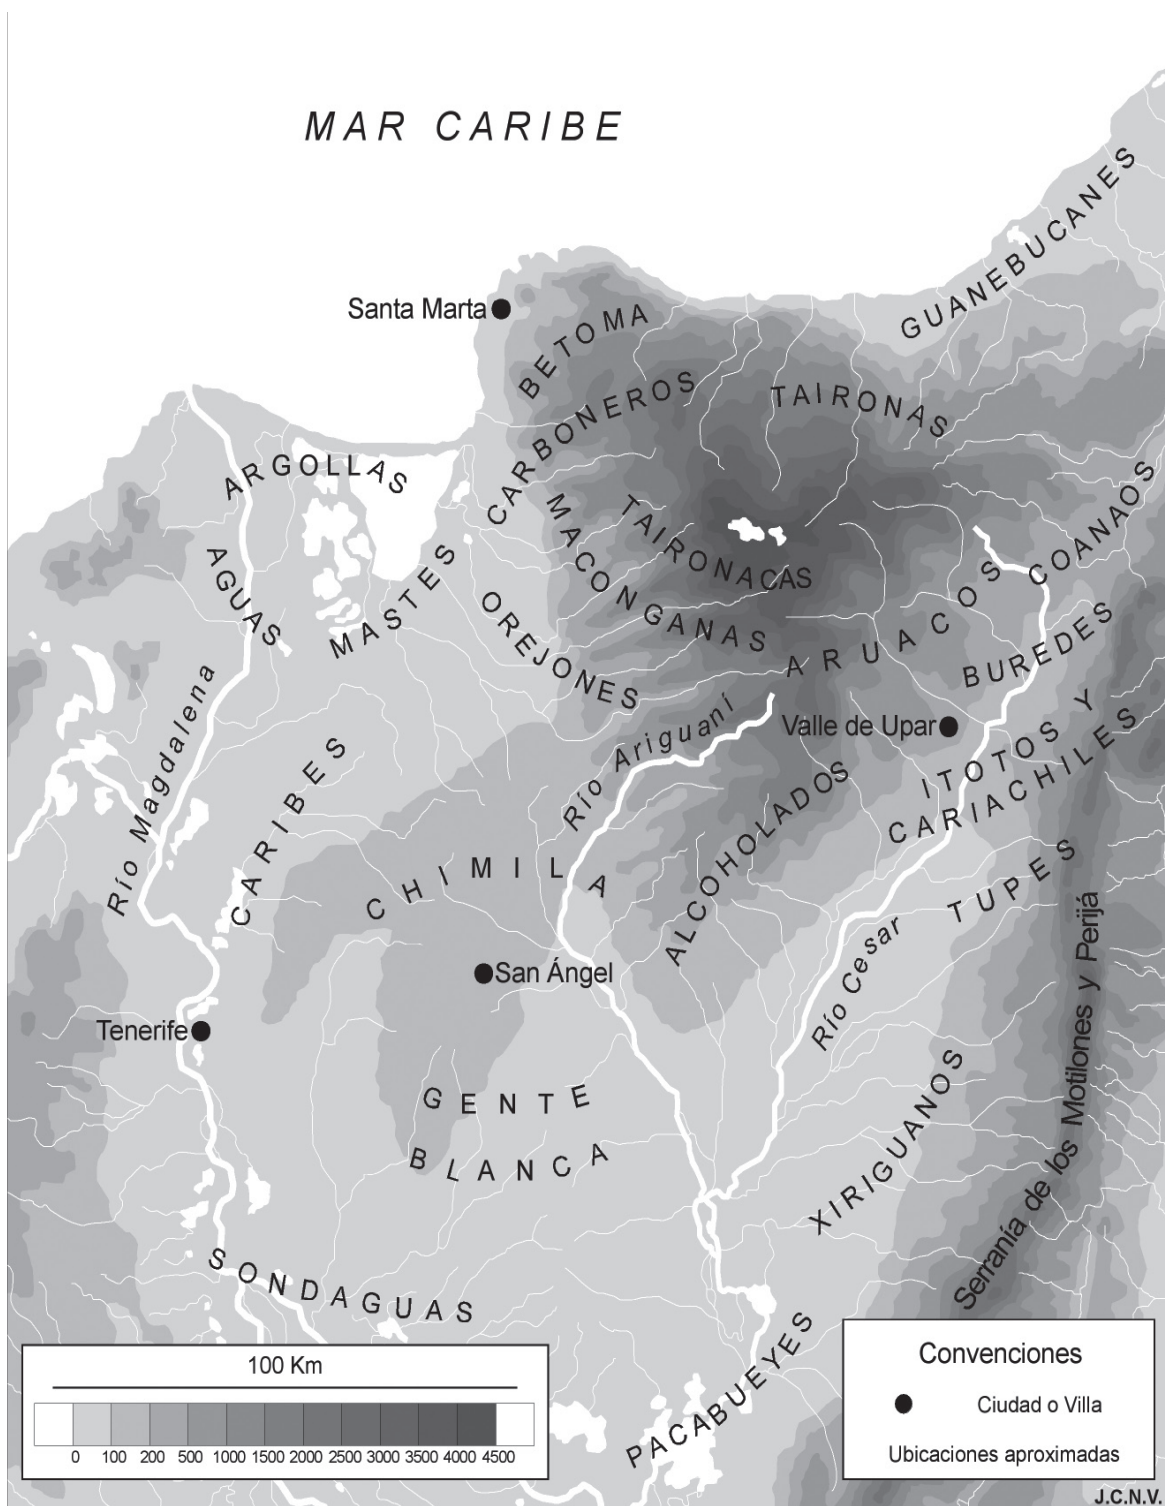 MAR CARIBE
GUANEBUCANES
Santa Marta
BETOMA
CARBONEROS
TAIRONAS
ARGOLLAS
COANAOS
MACONGANAS
TAIRONACAS
AGUAS
MASTES
OREJONES
ARUACOS
BUREDES
Río Magdalena
Río Ariguaní
Valle de Upar
ITOTOS Y
CARIACHILES
CARIBES
ALCOHOLADOS
CHIMILA
TUPES
San Ángel
Río Cesar
Serranía de los Motilones y Perijá
Tenerife
GENTE
BLANCA
XIRIGUANOS
SONDAGUAS
PACABUEYES
100 Km
0 100 200 500 1000 1500 2000 2500 3000 3500 4000 4500
Convenciones
Ciudad o Villa
Ubicaciones aproximadas
J.C.N.V.